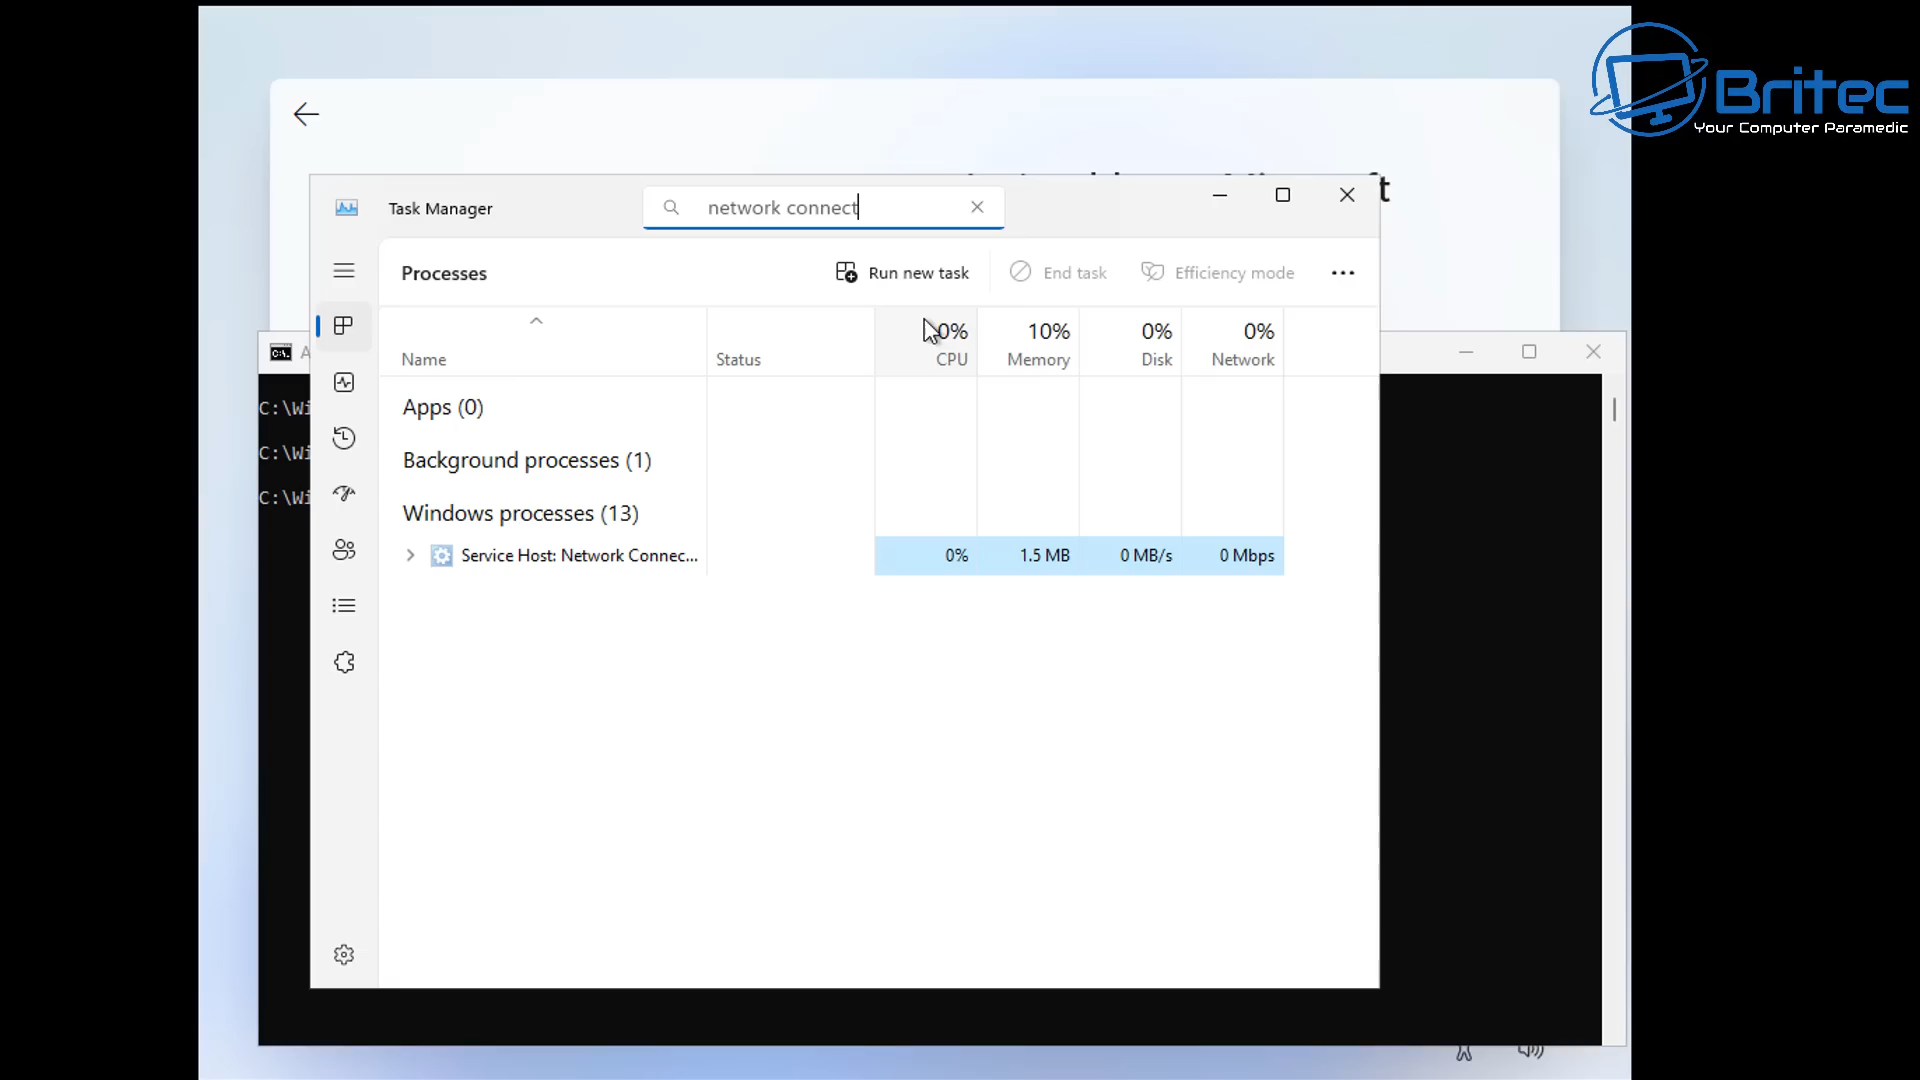 Britec
Your Computer Paramedic
Task Manager
network connect
Processes
Run new task
End task
Efficiency mode
0%
10%
0%
0%
Name
Status
CPU
Memory
Disk
Network
Apps (0)
Background processes (1)
Windows processes (13)
Service Host: Network Connec...
0%
1.5 MB
0 MB/s
0 Mbps
C:\Wi
C:\Wi
C:\Wi